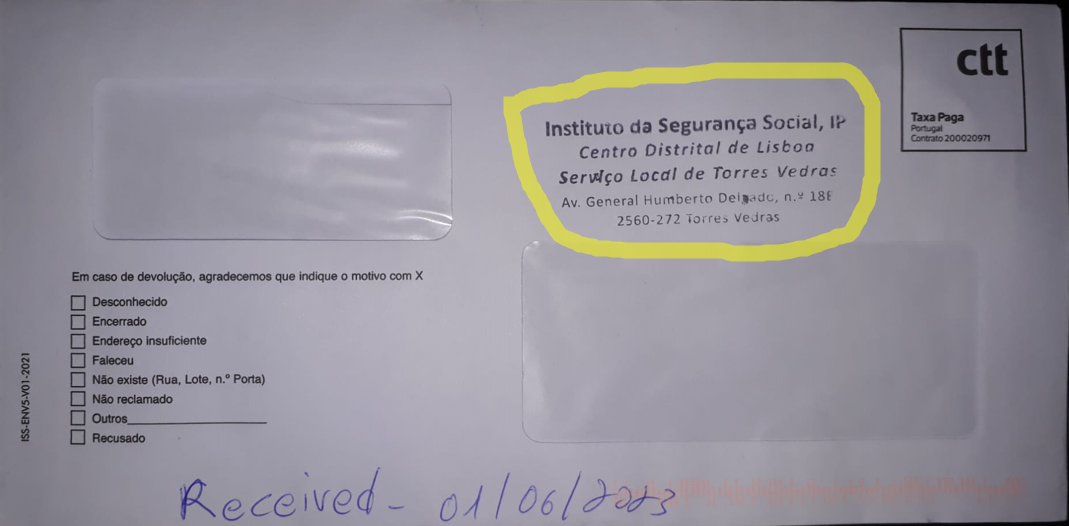 ctt
Taxa Paga
Portugal
Contrato 200020971
Instituto da Segurança Social, IP
Centro Distrital de Lisboa
Serviço Local de Torres Vedras
Av. General Humberto Delgado, n.º 18E
2560-272 Torres Vedras
Em caso de devolução, agradecemos que indique o motivo com X
Desconhecido
Encerrado
Endereço insuficiente
Faleceu
Não existe (Rua, Lote, n.º Porta)
Não reclamado
Outros
Recusado
ISS-ENV5-V01-2021
Received - 01/06/2023